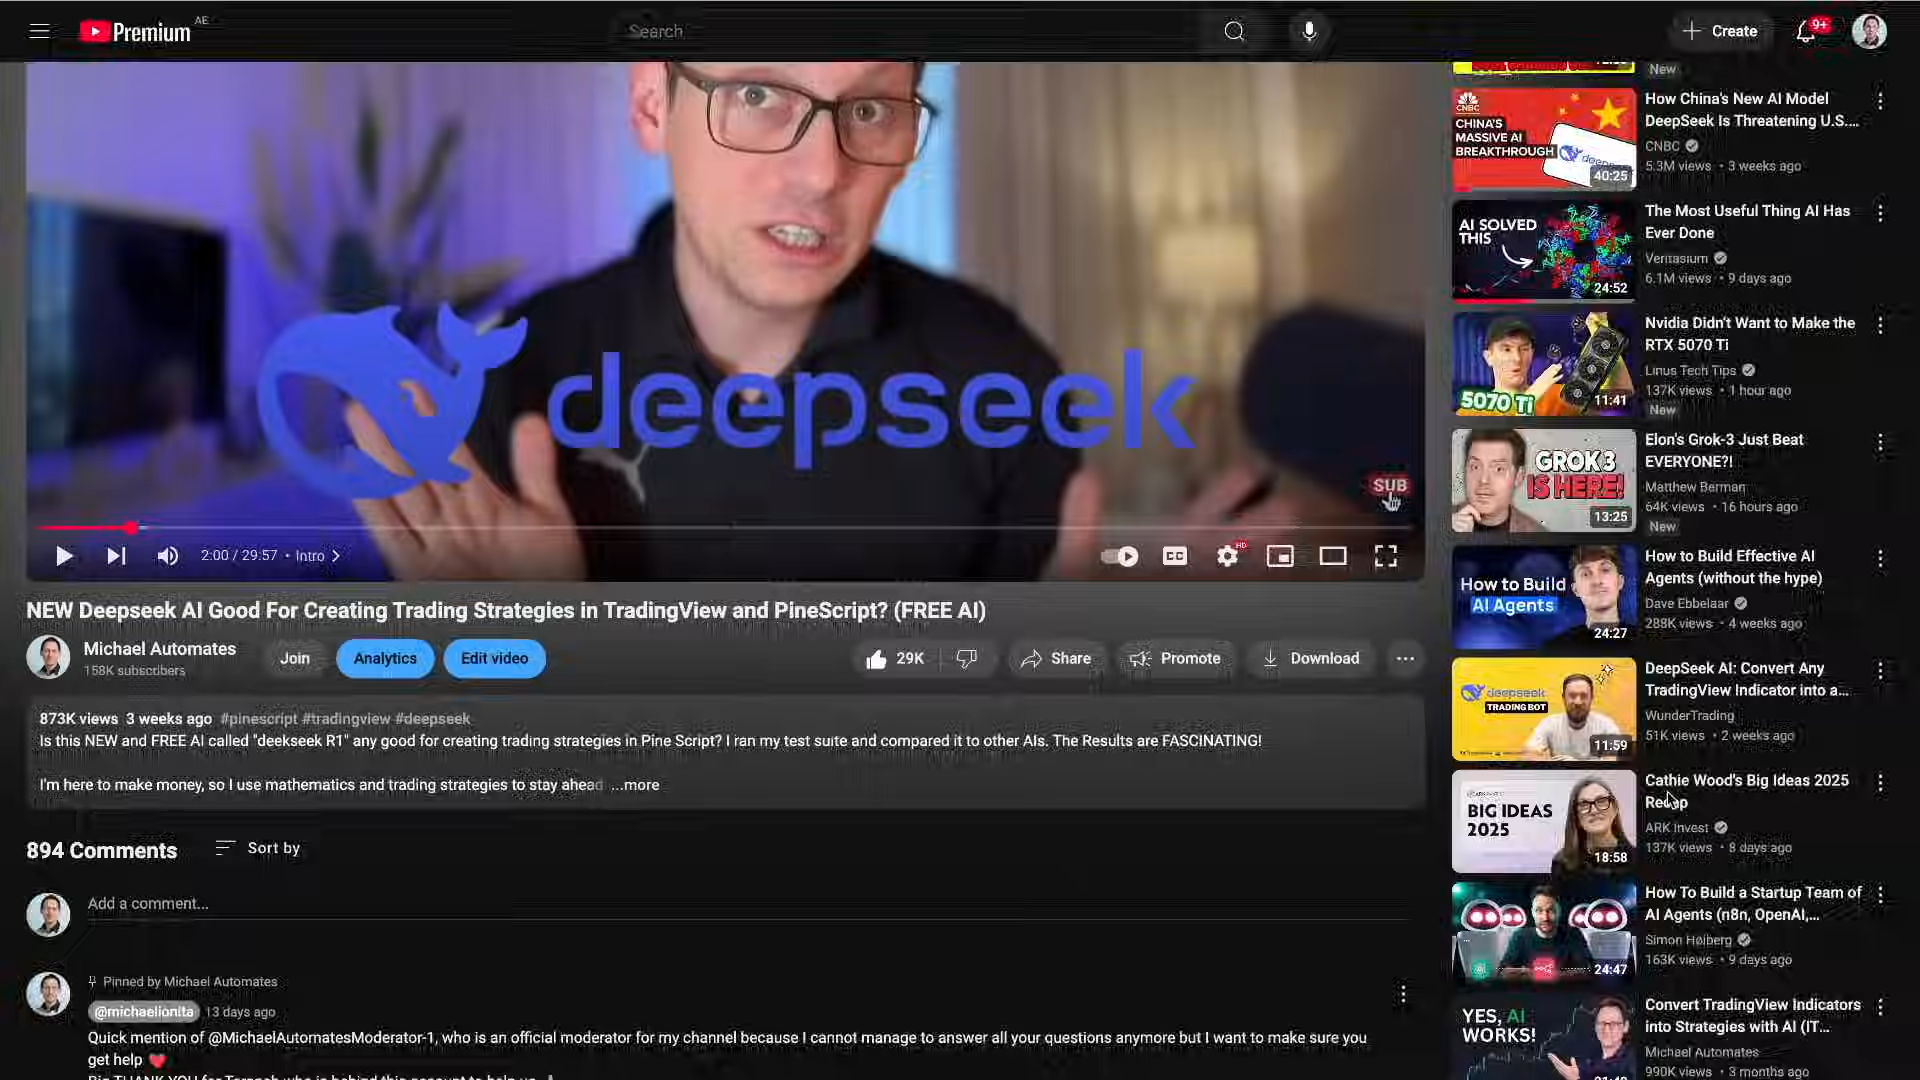 Premium AE
Search
Create
9+
deepseek
SUB
2:00 / 29:57 • Intro
CC
HD
NEW Deepseek AI Good For Creating Trading Strategies in TradingView and PineScript? (FREE AI)
Michael Automates
158K subscribers
Join
Analytics
Edit video
29K
Share
Promote
Download
873K views 3 weeks ago #pinescript #tradingview #deepseek
Is this NEW and FREE AI called "deekseek R1" any good for creating trading strategies in Pine Script? I ran my test suite and compared it to other AIs. The Results are FASCINATING!
I'm here to make money, so I use mathematics and trading strategies to stay ahead ...more
894 Comments
Sort by
Add a comment...
Pinned by Michael Automates
@michaelionita 13 days ago
Quick mention of @MichaelAutomatesModerator-1, who is an official moderator for my channel because I cannot manage to answer all your questions anymore but I want to make sure you
get help
New
CNBC
CHINA'S
MASSIVE AI
BREAKTHROUGH
40:25
How China's New AI Model
DeepSeek Is Threatening U.S....
CNBC
5.3M views • 3 weeks ago
AI SOLVED
THIS
24:52
The Most Useful Thing AI Has
Ever Done
Veritasium
6.1M views • 9 days ago
5070 Ti
11:41
Nvidia Didn't Want to Make the
RTX 5070 Ti
Linus Tech Tips
137K views • 1 hour ago
New
GROK 3
IS HERE!
13:25
Elon's Grok-3 Just Beat
EVERYONE?!
Matthew Berman
64K views • 16 hours ago
New
How to Build
AI Agents
24:27
How to Build Effective AI
Agents (without the hype)
Dave Ebbelaar
288K views • 4 weeks ago
deepseek
TRADING BOT
11:59
DeepSeek AI: Convert Any
TradingView Indicator into a...
WunderTrading
51K views • 2 weeks ago
BIG IDEAS
2025
18:58
Cathie Wood's Big Ideas 2025
Recap
ARK Invest
137K views • 8 days ago
24:47
How To Build a Startup Team of
AI Agents (n8n, OpenAI,...
Simon Høiberg
163K views • 9 days ago
YES, AI
WORKS!
Convert TradingView Indicators
into Strategies with AI (IT...
Michael Automates
990K views • 3 months ago